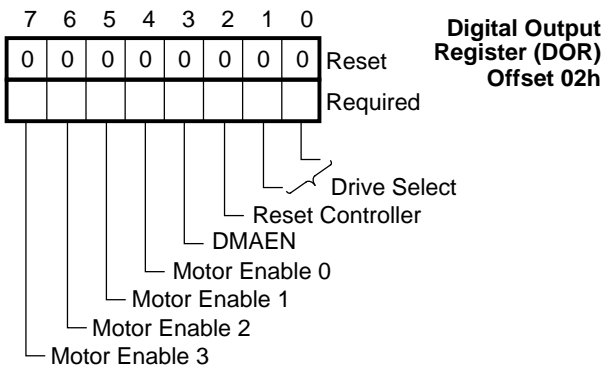 7 6 5 4 3 2 1 0
Digital Output
Register (DOR)
Offset 02h
0 0 0 0 0 0 0 0 Reset
Required
Drive Select
Reset Controller
DMAEN
Motor Enable 0
Motor Enable 1
Motor Enable 2
Motor Enable 3